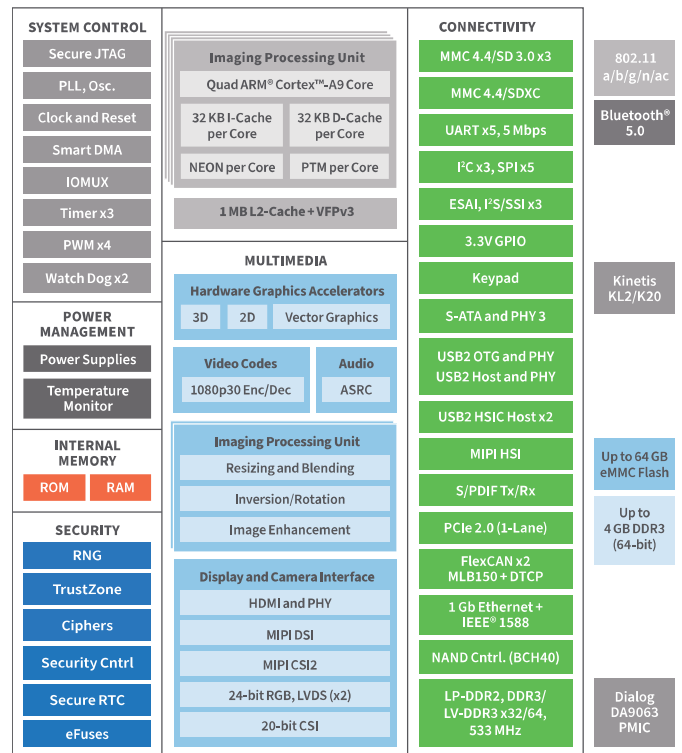 SYSTEM CONTROL
Secure JTAG
PLL, Osc.
Clock and Reset
Smart DMA
IOMUX
Timer x3
PWM x4
Watch Dog x2
POWER
MANAGEMENT
Power Supplies
Temperature
Monitor
INTERNAL
MEMORY
ROM
RAM
SECURITY
RNG
TrustZone
Ciphers
Security Cntrl
Secure RTC
eFuses
Imaging Processing Unit
Quad ARM® Cortex™-A9 Core
32 KB I-Cache
per Core
32 KB D-Cache
per Core
NEON per Core
PTM per Core
1 MB L2-Cache + VFPv3
MULTIMEDIA
Hardware Graphics Accelerators
3D
2D
Vector Graphics
Video Codes
1080p30 Enc/Dec
Audio
ASRC
Imaging Processing Unit
Resizing and Blending
Inversion/Rotation
Image Enhancement
Display and Camera Interface
HDMI and PHY
MIPI DSI
MIPI CSI2
24-bit RGB, LVDS (x2)
20-bit CSI
CONNECTIVITY
MMC 4.4/SD 3.0 x3
MMC 4.4/SDXC
UART x5, 5 Mbps
I²C x3, SPI x5
ESAI, I²S/SSI x3
3.3V GPIO
Keypad
S-ATA and PHY 3
USB2 OTG and PHY
USB2 Host and PHY
USB2 HSIC Host x2
MIPI HSI
S/PDIF Tx/Rx
PCIe 2.0 (1-Lane)
FlexCAN x2
MLB150 + DTCP
1 Gb Ethernet +
IEEE® 1588
NAND Cntrl. (BCH40)
LP-DDR2, DDR3/
LV-DDR3 x32/64,
533 MHz
802.11
a/b/g/n/ac
Bluetooth®
5.0
Kinetis
KL2/K20
Up to 64 GB
eMMC Flash
Up to
4 GB DDR3
(64-bit)
Dialog
DA9063
PMIC